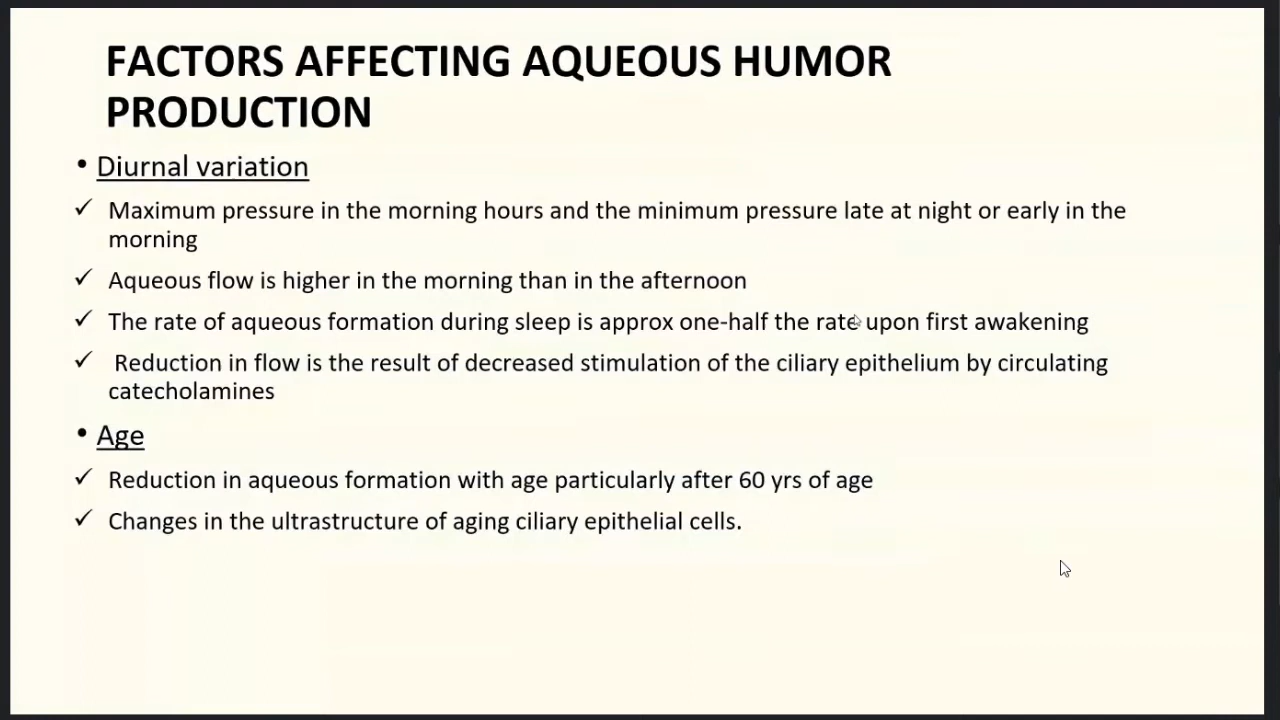 FACTORS AFFECTING AQUEOUS HUMOR
PRODUCTION
• Diurnal variation
✓ Maximum pressure in the morning hours and the minimum pressure late at night or early in the
morning
✓ Aqueous flow is higher in the morning than in the afternoon
✓ The rate of aqueous formation during sleep is approx one-half the rate upon first awakening
✓ Reduction in flow is the result of decreased stimulation of the ciliary epithelium by circulating
catecholamines
• Age
✓ Reduction in aqueous formation with age particularly after 60 yrs of age
✓ Changes in the ultrastructure of aging ciliary epithelial cells.